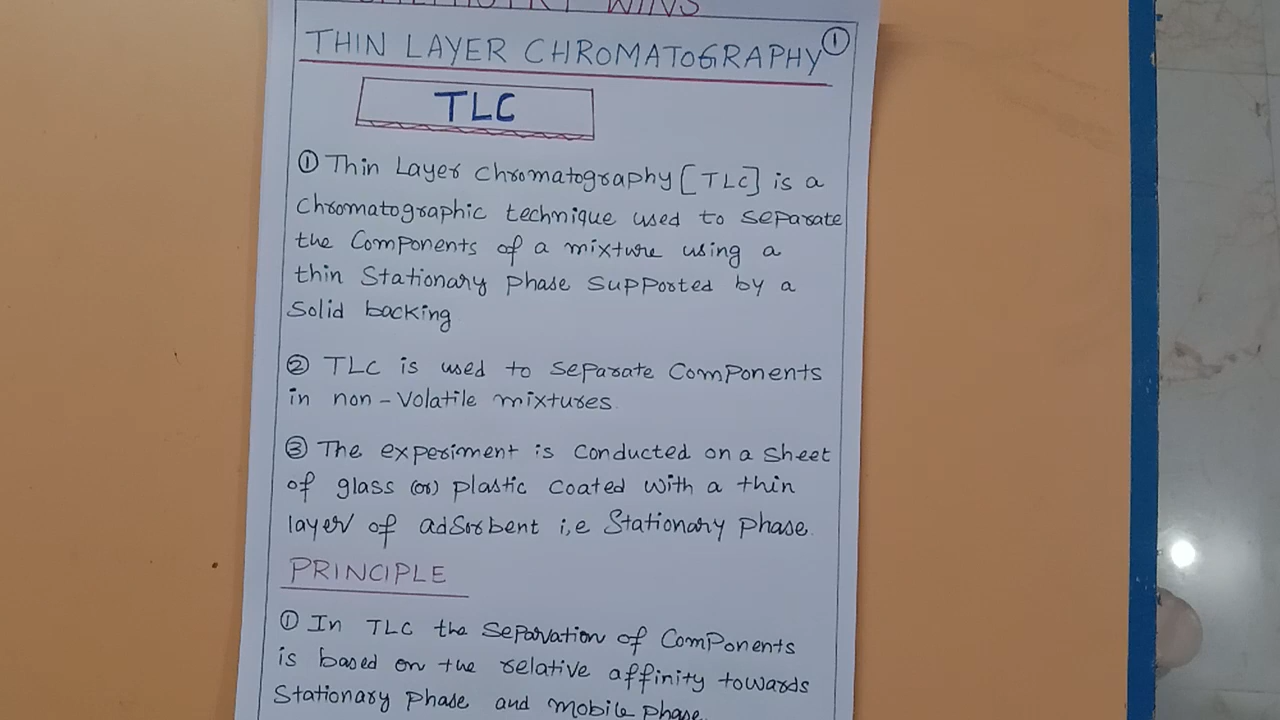 CHEMISTRY WINS
THIN LAYER CHROMATOGRAPHY ①
TLC
① Thin Layer Chromatography [TLC] is a
Chromatographic technique used to separate
the Components of a mixture using a
thin Stationary phase supported by a
Solid backing
② TLC is used to separate Components
in non-Volatile mixtures.
③ The experiment is conducted on a sheet
of glass (or) plastic coated with a thin
layer of adsorbent i,e Stationary phase.
PRINCIPLE
① In TLC the separation of Components
is based on the relative affinity towards
Stationary phase and mobile phase.